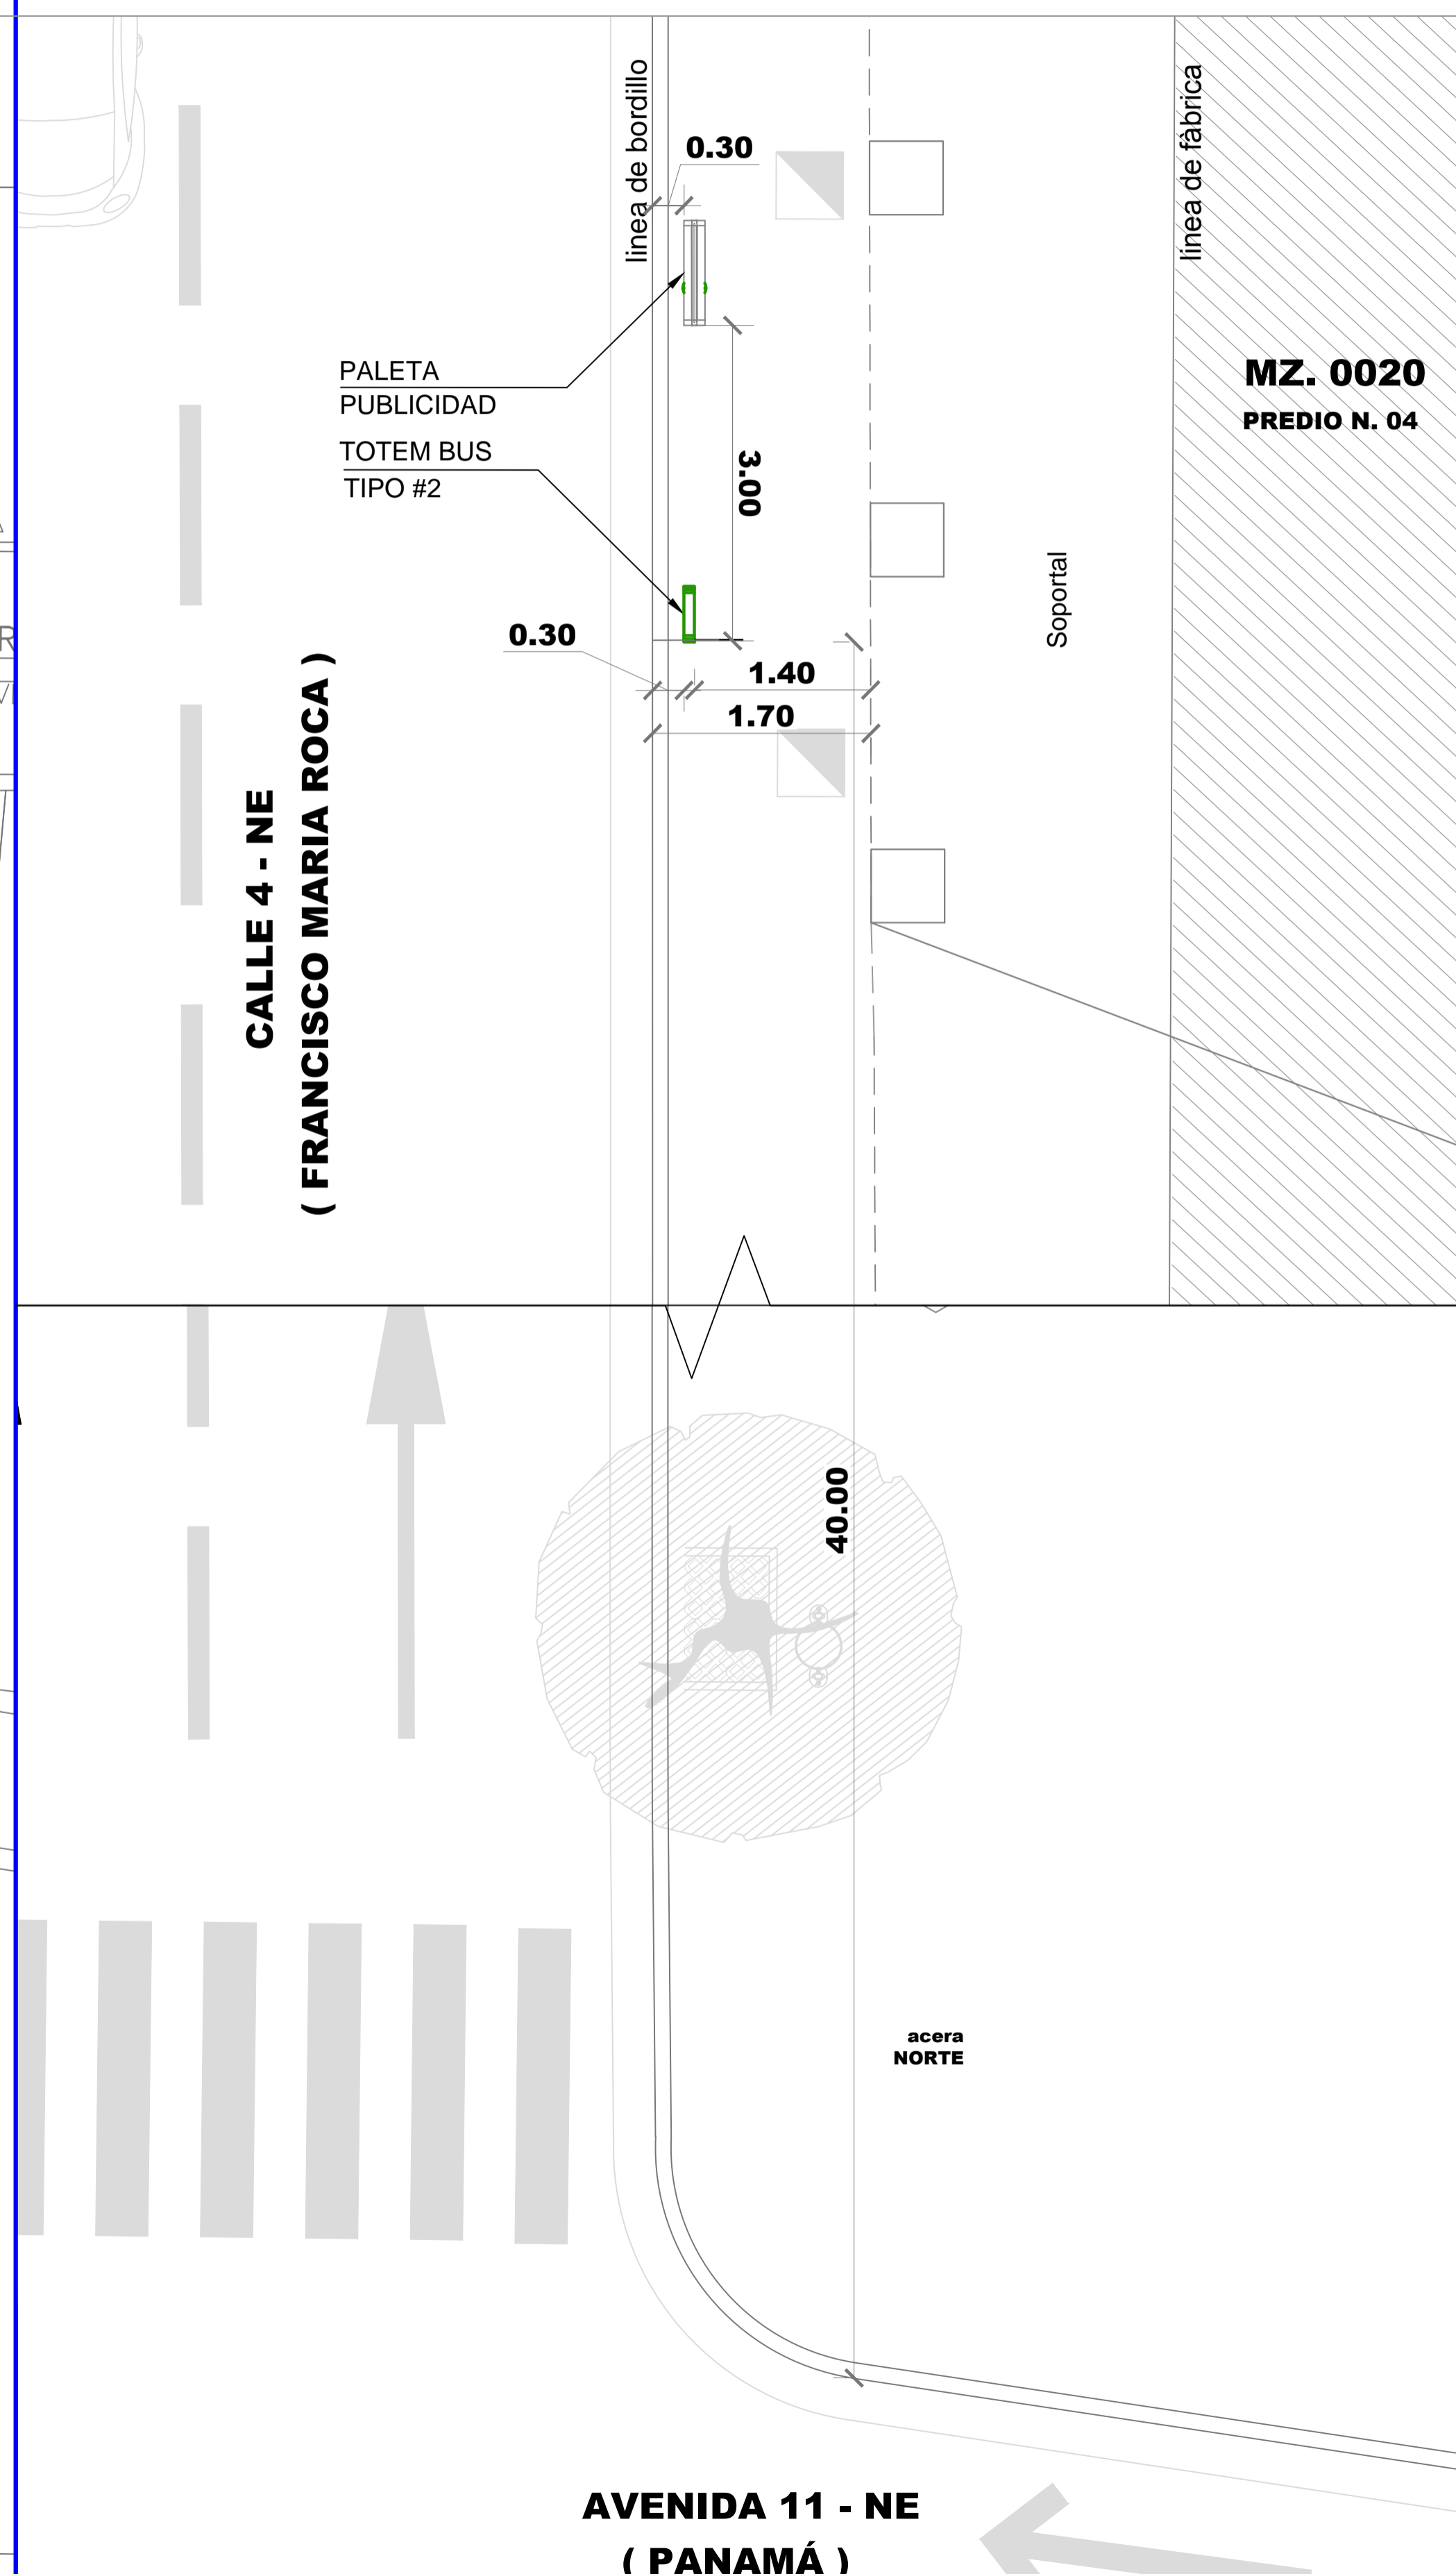 linea de bordillo
0.30
linea de fàbrica
PALETA
PUBLICIDAD
MZ. 0020
PREDIO N. 04
TOTEM BUS
TIPO #2
3.00
Soportal
0.30
1.40
1.70
CALLE 4 - NE
( FRANCISCO MARIA ROCA )
40.00
acera
NORTE
AVENIDA 11 - NE
( PANAMÁ )